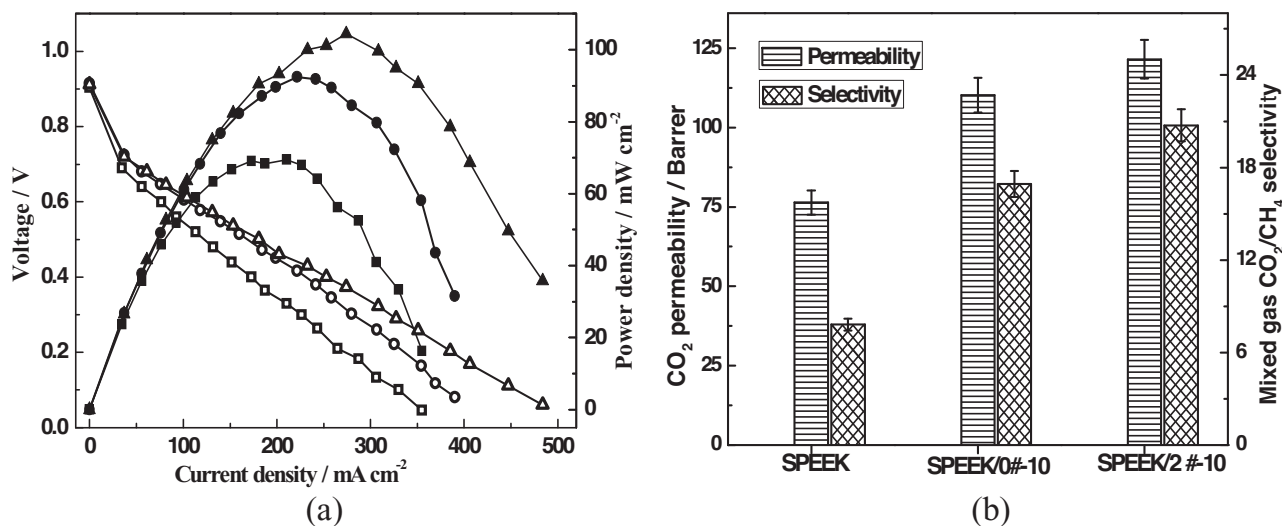 1.0
0.8
0.6
0.4
0.2
0.0
Voltage / V
0 100 200 300 400 500
Current density / mA cm-2
100
80
60
40
20
0
Power density / mW cm-2
(a)
125
100
75
50
25
0
CO2 permeability / Barrer
Permeability
Selectivity
SPEEK SPEEK/0#-10 SPEEK/2 #-10
24
18
12
6
0
Mixed gas CO2/CH4 selectivity
(b)